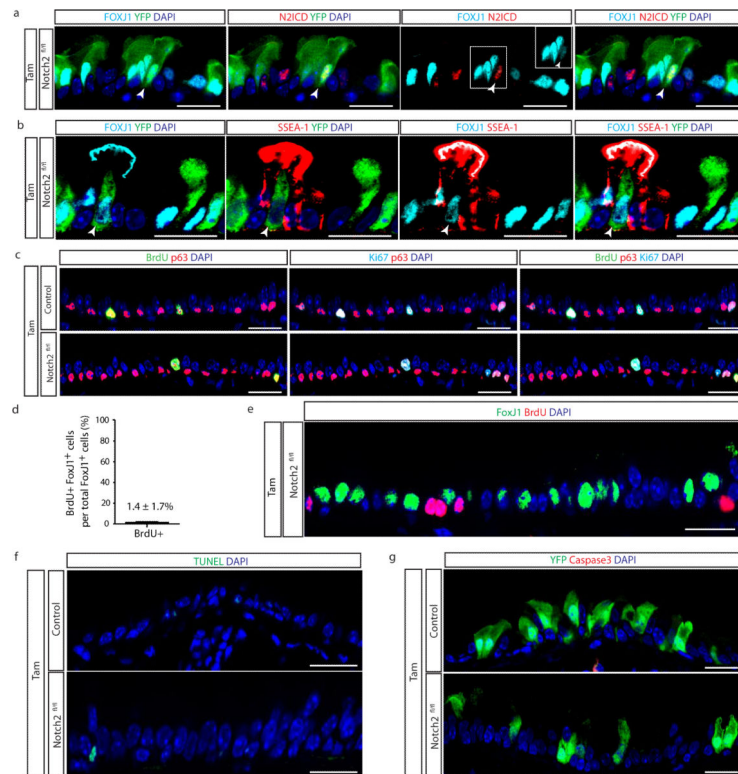 a
FOXJ1 YFP DAPI
N2ICD YFP DAPI
FOXJ1 N2ICD
FOXJ1 N2ICD YFP DAPI
Tam
Notch2 fl/fl
b
FOXJ1 YFP DAPI
SSEA-1 YFP DAPI
FOXJ1 SSEA-1
FOXJ1 SSEA-1 YFP DAPI
Tam
Notch2 fl/fl
c
BrdU p63 DAPI
Ki67 p63 DAPI
BrdU p63 Ki67 DAPI
Tam
Control
Notch2 fl/fl
d
BrdU+ FoxJ1+ cells
per total FoxJ1+ cells (%)
100
80
60
40
20
0
1.4 ± 1.7%
BrdU+
e
FoxJ1 BrdU DAPI
Tam
Notch2 fl/fl
f
TUNEL DAPI
Tam
Control
Notch2 fl/fl
g
YFP Caspase3 DAPI
Tam
Control
Notch2 fl/fl